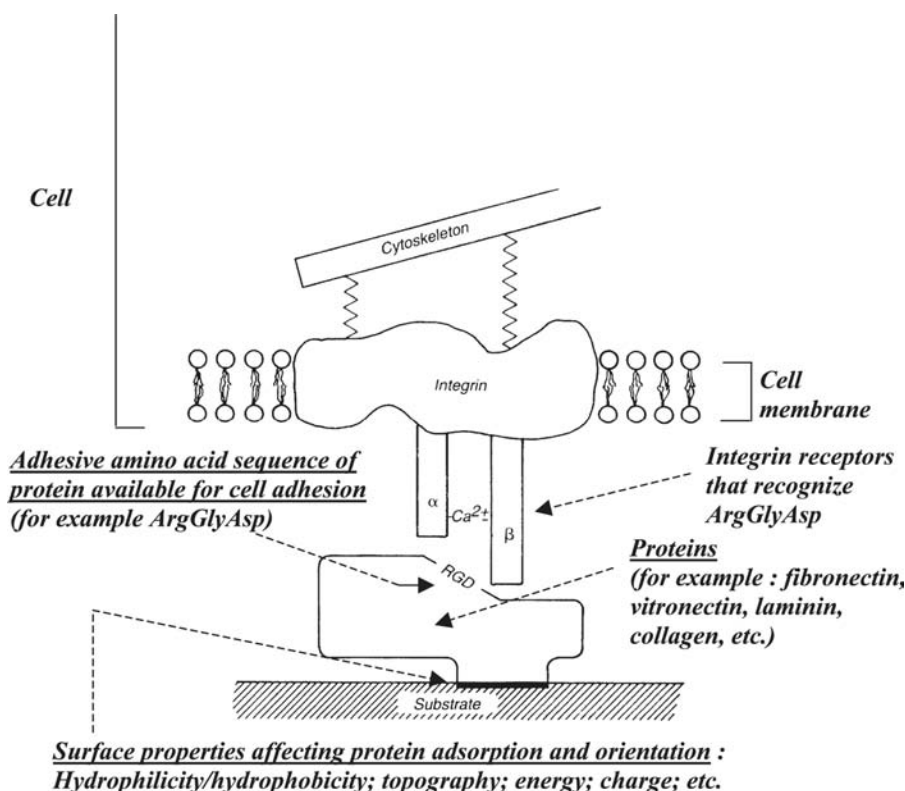 Cell
Cytoskeleton
Integrin
Cell
membrane
Adhesive amino acid sequence of
protein available for cell adhesion
(for example ArgGlyAsp)
Integrin receptors
that recognize
ArgGlyAsp
α
Ca2±
β
RGD
Proteins
(for example : fibronectin,
vitronectin, laminin,
collagen, etc.)
Substrate
Surface properties affecting protein adsorption and orientation :
Hydrophilicity/hydrophobicity; topography; energy; charge; etc.